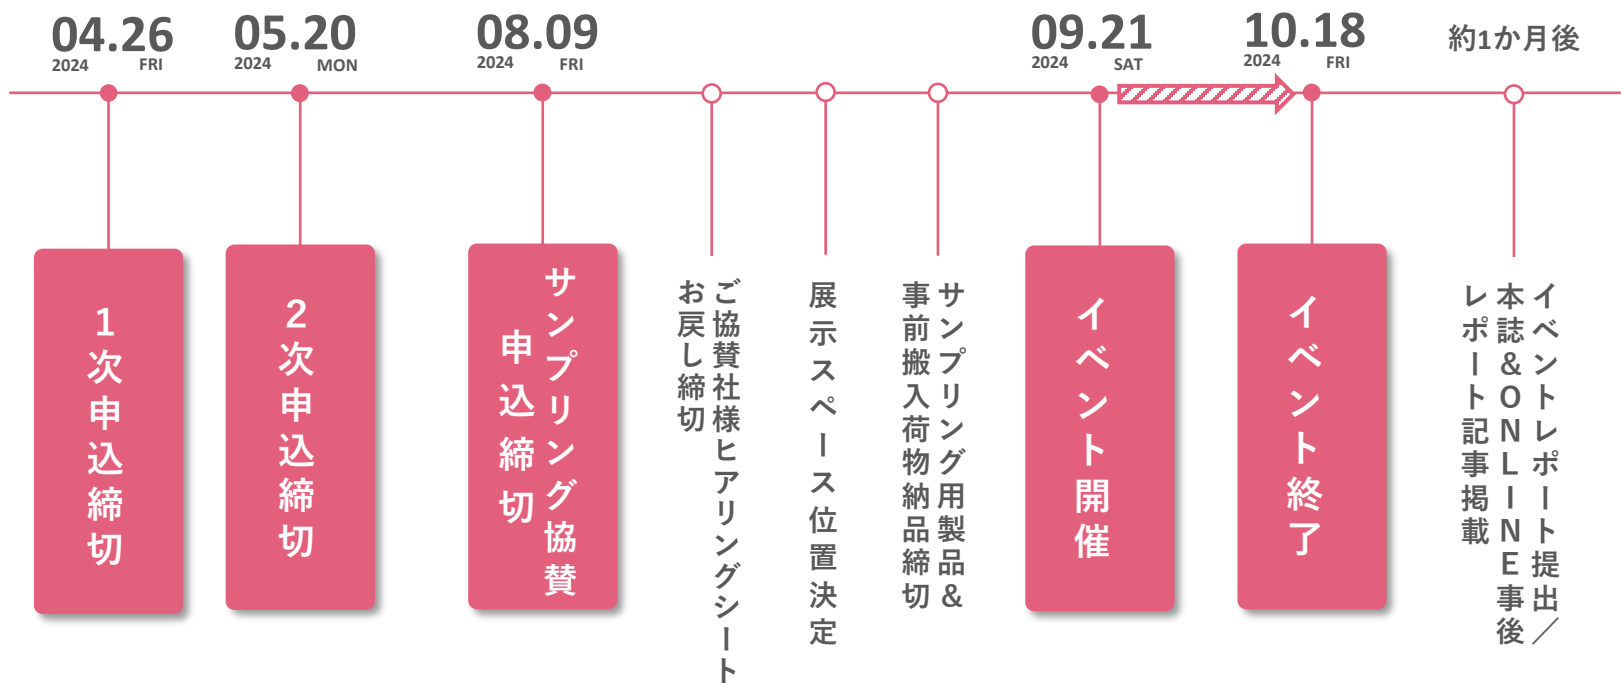 04.26
2024 FRI
05.20
2024 MON
08.09
2024 FRI
09.21
2024 SAT
10.18
2024 FRI
約1か月後
1次申込締切
2次申込締切
サンプリング協賛
申込締切
ご協賛社様ヒアリングシート
お戻し締切
展示スペース位置決定
サンプリング用製品&
事前搬入荷物納品締切
イベント開催
イベント終了
イベントレポート提出/
本誌&ONLINE事後
レポート記事掲載